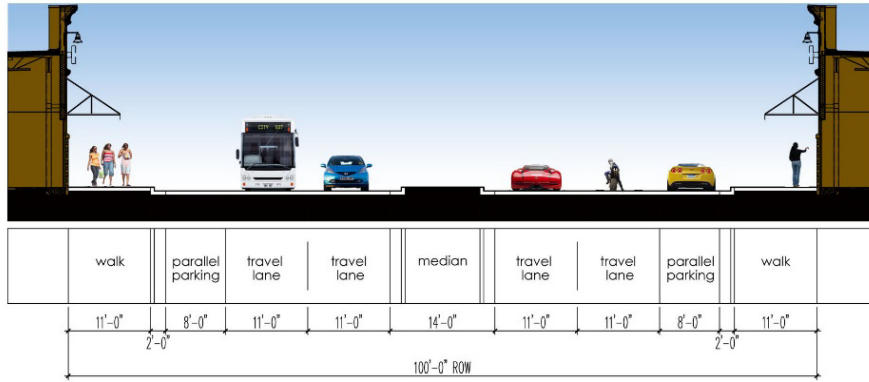 CITY 537
walk
parallel
parking
travel
lane
travel
lane
median
travel
lane
travel
lane
parallel
parking
walk
11'-0"
2'-0"
8'-0"
11'-0"
11'-0"
14'-0"
11'-0"
11'-0"
8'-0"
2'-0"
11'-0"
100'-0" ROW